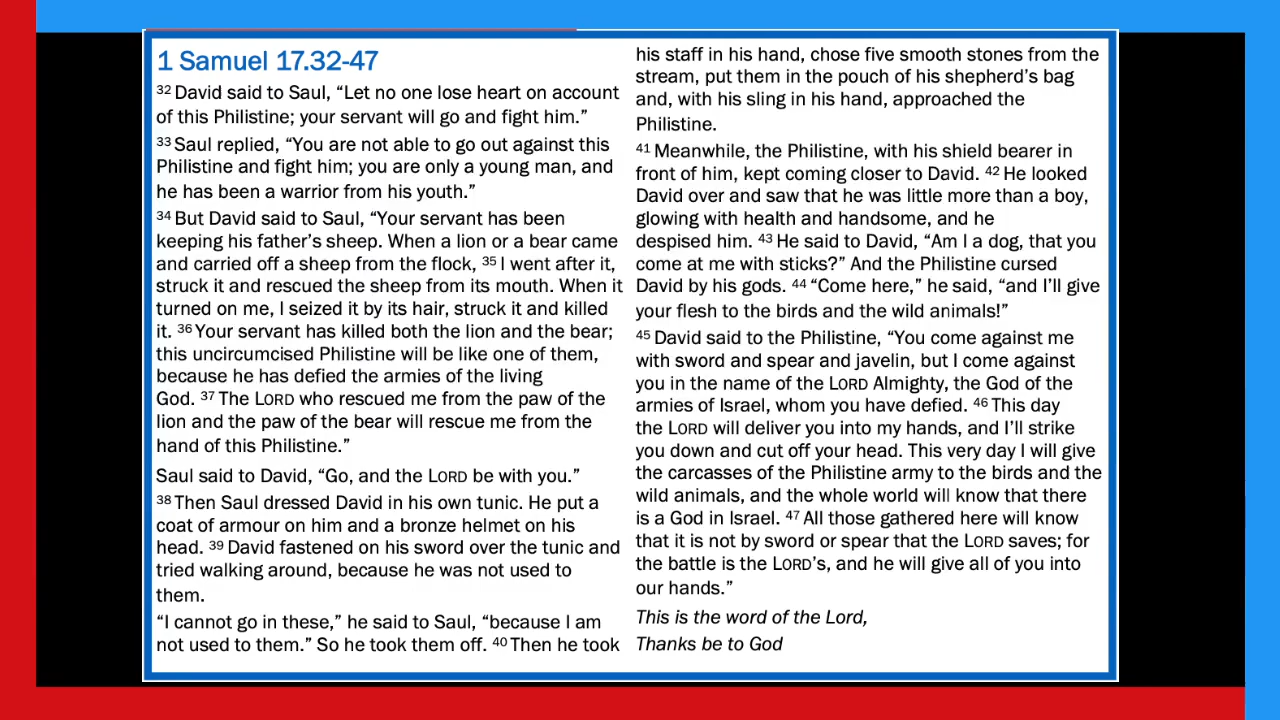 1 Samuel 17.32-47
32 David said to Saul, “Let no one lose heart on account
of this Philistine; your servant will go and fight him.”
33 Saul replied, “You are not able to go out against this
Philistine and fight him; you are only a young man, and
he has been a warrior from his youth.”
34 But David said to Saul, “Your servant has been
keeping his father’s sheep. When a lion or a bear came
and carried off a sheep from the flock, 35 I went after it,
struck it and rescued the sheep from its mouth. When it
turned on me, I seized it by its hair, struck it and killed
it. 36 Your servant has killed both the lion and the bear;
this uncircumcised Philistine will be like one of them,
because he has defied the armies of the living
God. 37 The LORD who rescued me from the paw of the
lion and the paw of the bear will rescue me from the
hand of this Philistine.”
Saul said to David, “Go, and the LORD be with you.”
38 Then Saul dressed David in his own tunic. He put a
coat of armour on him and a bronze helmet on his
head. 39 David fastened on his sword over the tunic and
tried walking around, because he was not used to
them.
“I cannot go in these,” he said to Saul, “because I am
not used to them.” So he took them off. 40 Then he took
his staff in his hand, chose five smooth stones from the
stream, put them in the pouch of his shepherd’s bag
and, with his sling in his hand, approached the
Philistine.
41 Meanwhile, the Philistine, with his shield bearer in
front of him, kept coming closer to David. 42 He looked
David over and saw that he was little more than a boy,
glowing with health and handsome, and he
despised him. 43 He said to David, “Am I a dog, that you
come at me with sticks?” And the Philistine cursed
David by his gods. 44 “Come here,” he said, “and I’ll give
your flesh to the birds and the wild animals!”
45 David said to the Philistine, “You come against me
with sword and spear and javelin, but I come against
you in the name of the LORD Almighty, the God of the
armies of Israel, whom you have defied. 46 This day
the LORD will deliver you into my hands, and I’ll strike
you down and cut off your head. This very day I will give
the carcasses of the Philistine army to the birds and the
wild animals, and the whole world will know that there
is a God in Israel. 47 All those gathered here will know
that it is not by sword or spear that the LORD saves; for
the battle is the LORD’s, and he will give all of you into
our hands.”
This is the word of the Lord,
Thanks be to God